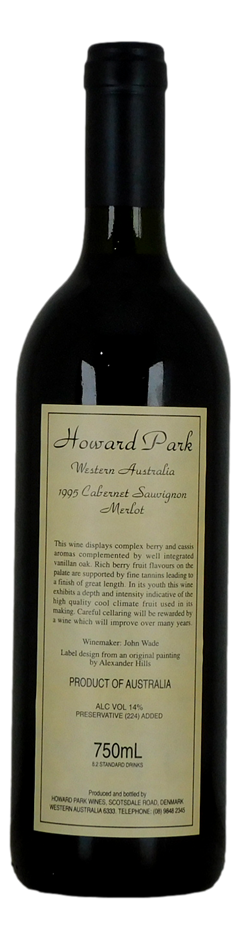 Howard Park
Western Australia
1995 Cabernet Sauvignon
Merlot
This wine displays complex berry and cassis
aromas complemented by well integrated
vanillan oak. Rich berry fruit flavours on the
palate are supported by fine tannins leading to
a finish of great length. In its youth this wine
exhibits a depth and intensity indicative of the
high quality cool climate fruit used in its
making. Careful cellaring will be rewarded by
a wine which will improve over many years.
Winemaker: John Wade
Label design from an original painting
by Alexander Hills
PRODUCT OF AUSTRALIA
ALC VOL 14%
PRESERVATIVE (224) ADDED
750mL
8.2 STANDARD DRINKS
Produced and bottled by
HOWARD PARK WINES, SCOTSDALE ROAD, DENMARK
WESTERN AUSTRALIA 6333. TELEPHONE: (08) 9848 2345